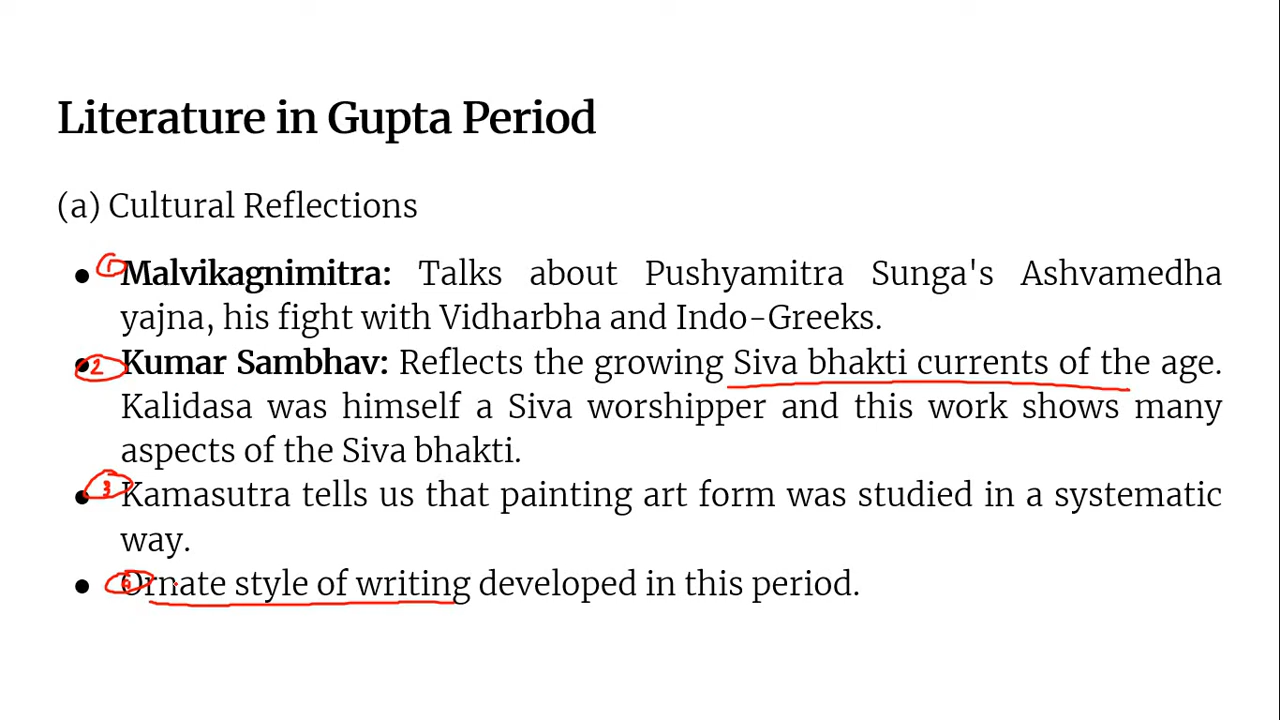 Literature in Gupta Period
(a) Cultural Reflections
● 1 Malvikagnimitra: Talks about Pushyamitra Sunga's Ashvamedha
yajna, his fight with Vidharbha and Indo-Greeks.
● 2 Kumar Sambhav: Reflects the growing Siva bhakti currents of the age.
Kalidasa was himself a Siva worshipper and this work shows many
aspects of the Siva bhakti.
● 3 Kamasutra tells us that painting art form was studied in a systematic
way.
● Ornate style of writing developed in this period.